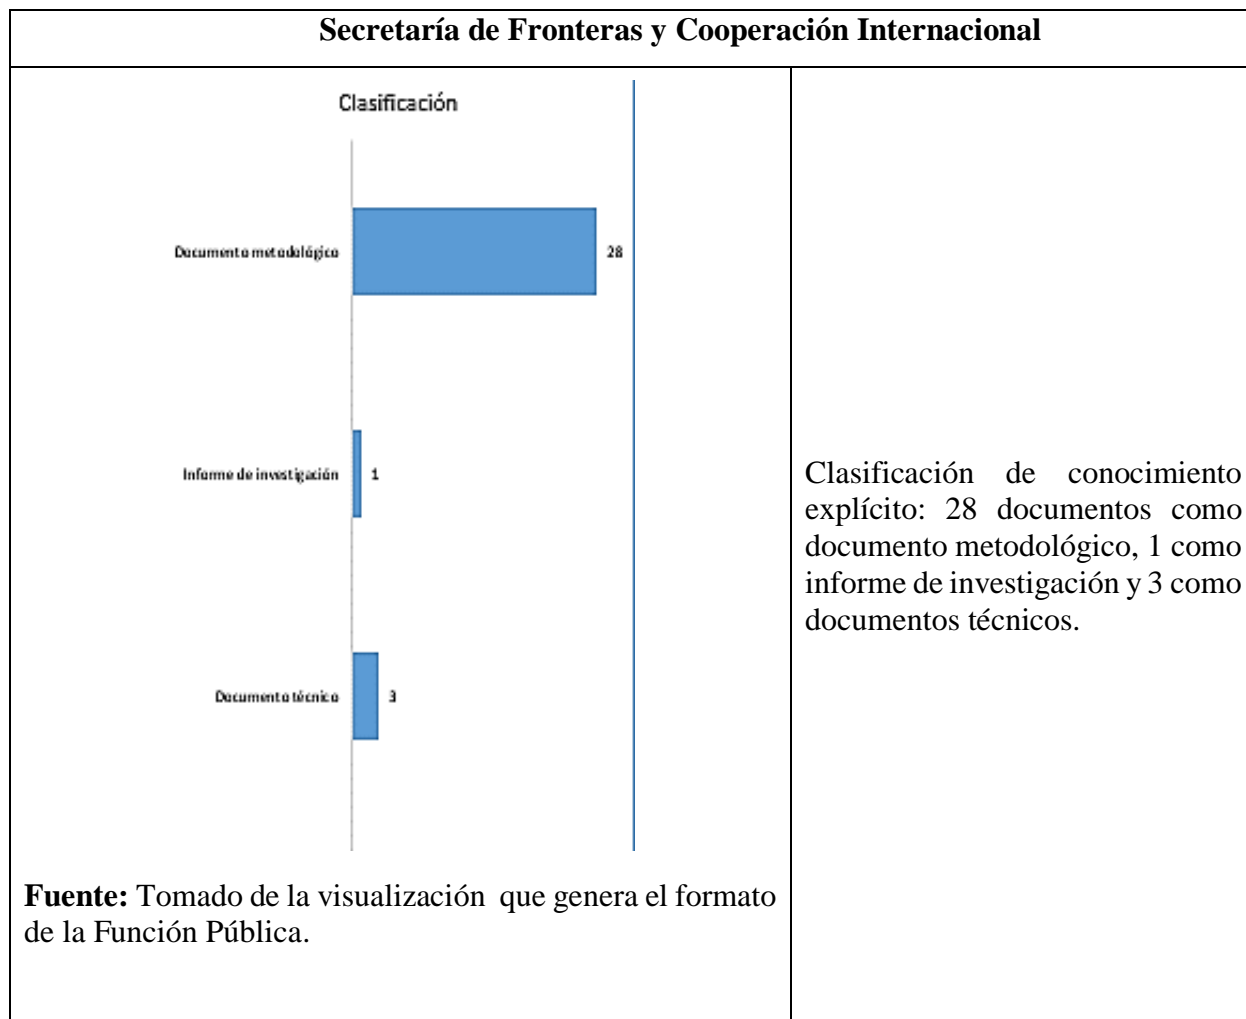 Secretaría de Fronteras y Cooperación Internacional
Clasificación
Documento metodológico
28
Informe de investigación
1
Documento técnico
3
Fuente: Tomado de la visualización que genera el formato
de la Función Pública.
Clasificación de conocimiento
explícito: 28 documentos como
documento metodológico, 1 como
informe de investigación y 3 como
documentos técnicos.